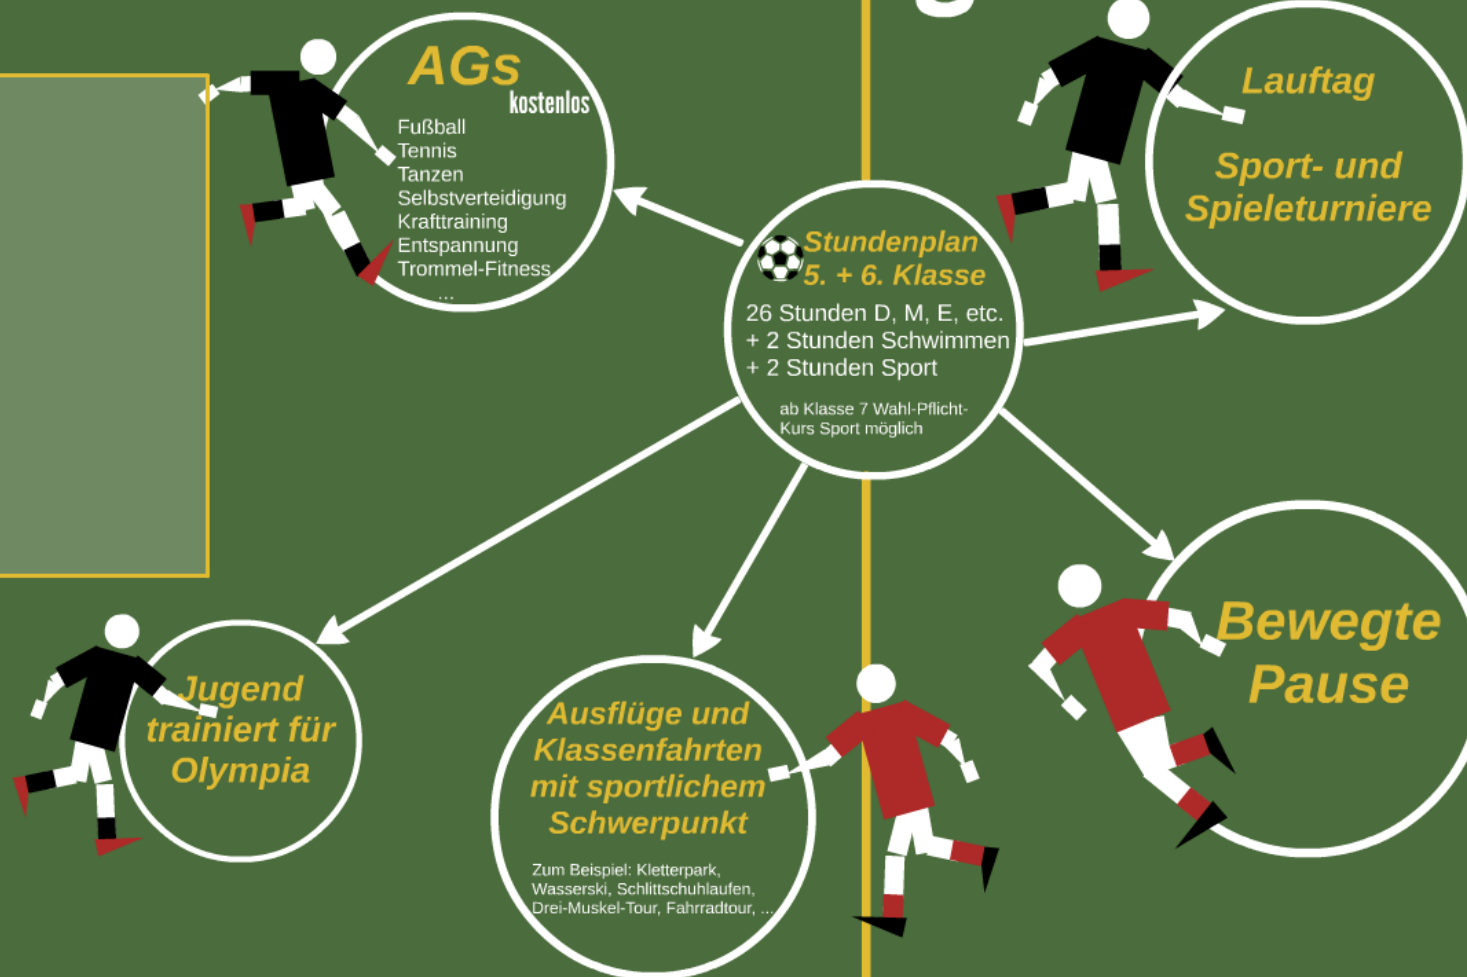 AGs
kostenlos
Fußball
Tennis
Tanzen
Selbstverteidigung
Krafttraining
Entspannung
Trommel-Fitness
...
Lauftag
Sport- und
Spieleturniere
Stundenplan
5. + 6. Klasse
26 Stunden D, M, E, etc.
+ 2 Stunden Schwimmen
+ 2 Stunden Sport
ab Klasse 7 Wahl-Pflicht-
Kurs Sport möglich
Jugend
trainiert für
Olympia
Ausflüge und
Klassenfahrten
mit sportlichem
Schwerpunkt
Zum Beispiel: Kletterpark,
Wasserski, Schlittschuhlaufen,
Drei-Muskel-Tour, Fahrradtour, ...
Bewegte
Pause